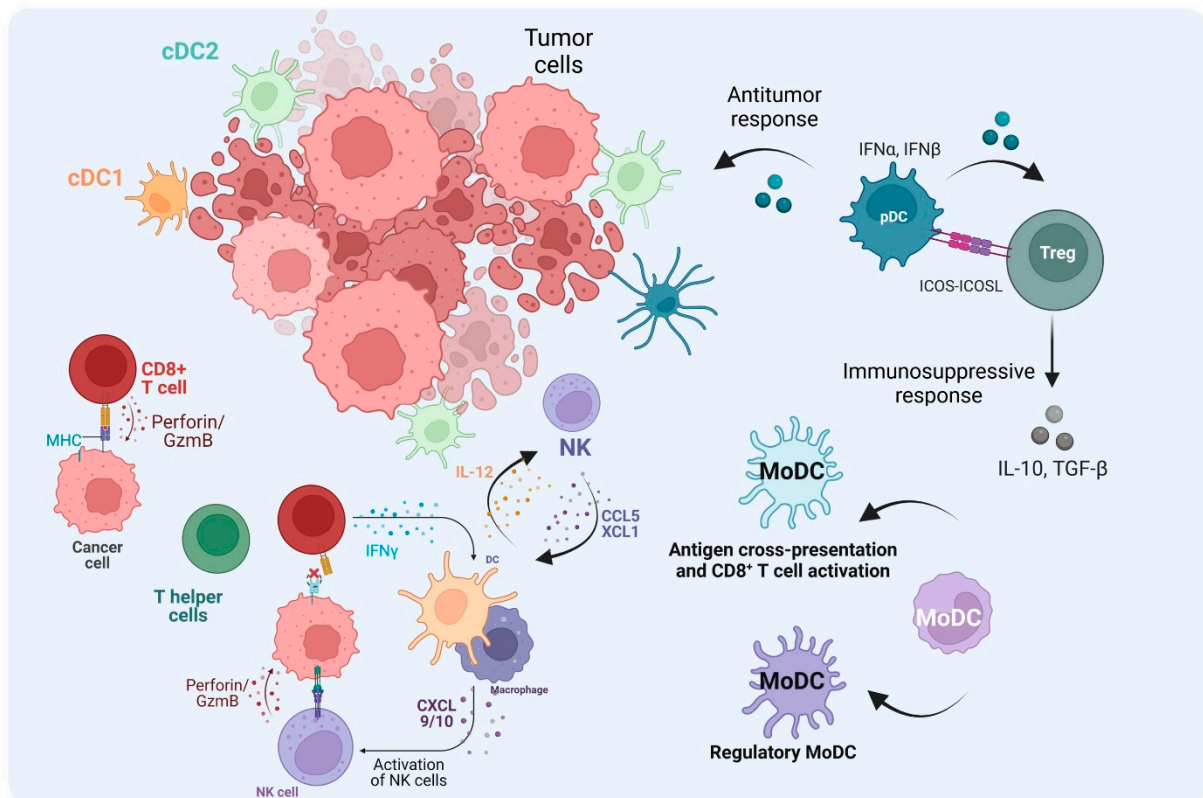 cDC2
Tumor
cells
cDC1
Antitumor
response
IFNα, IFNβ
pDC
Treg
ICOS-ICOSL
CD8+
T cell
Perforin/
GzmB
MHC
Cancer
cell
Immunosuppressive
response
IL-10, TGF-β
NK
IL-12
CCL5
XCL1
IFNγ
DC
T helper
cells
Macrophage
Perforin/
GzmB
CXCL
9/10
Activation
of NK cells
NK cell
MoDC
Antigen cross-presentation
and CD8⁺ T cell activation
MoDC
MoDC
Regulatory MoDC